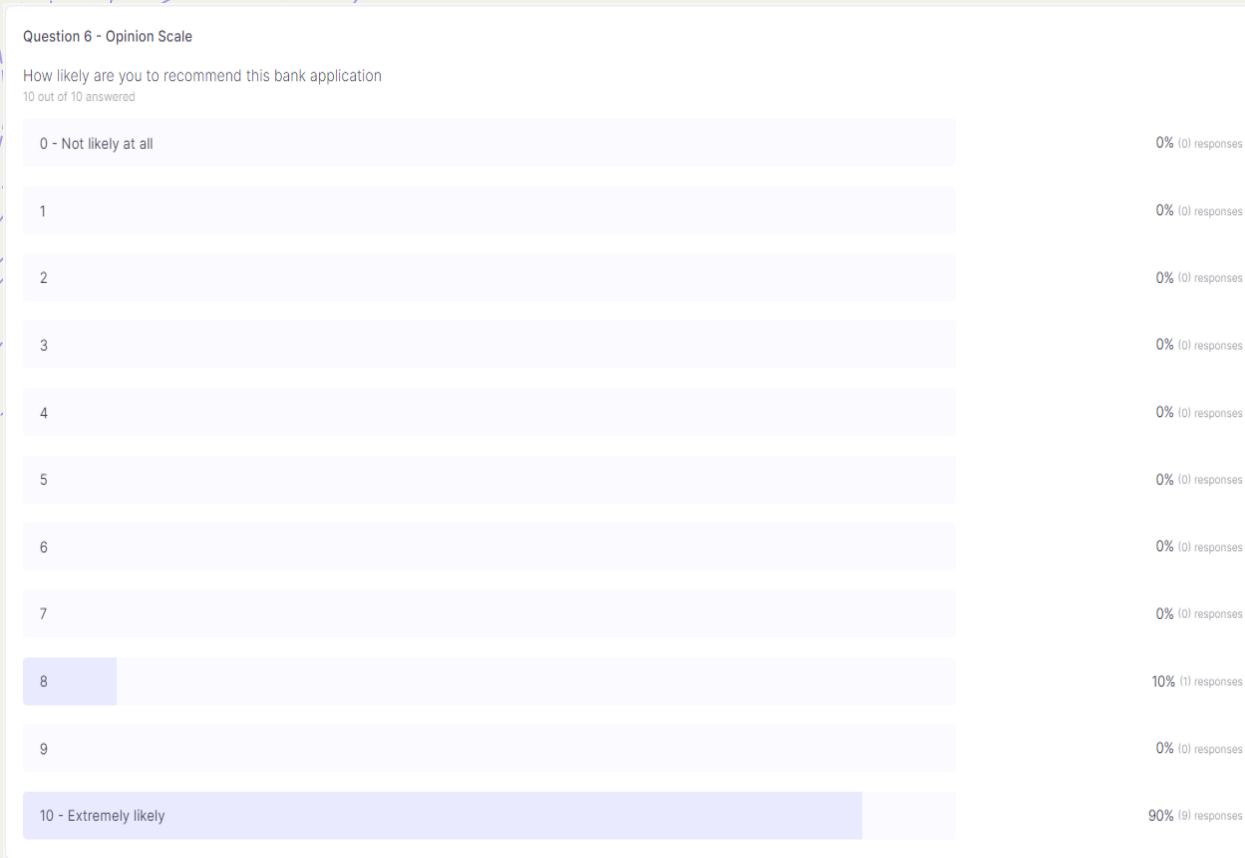 Question 6 - Opinion Scale
How likely are you to recommend this bank application
10 out of 10 answered
0 - Not likely at all 0% (0) responses
1 0% (0) responses
2 0% (0) responses
3 0% (0) responses
4 0% (0) responses
5 0% (0) responses
6 0% (0) responses
7 0% (0) responses
8 10% (1) responses
9 0% (0) responses
10 - Extremely likely 90% (9) responses